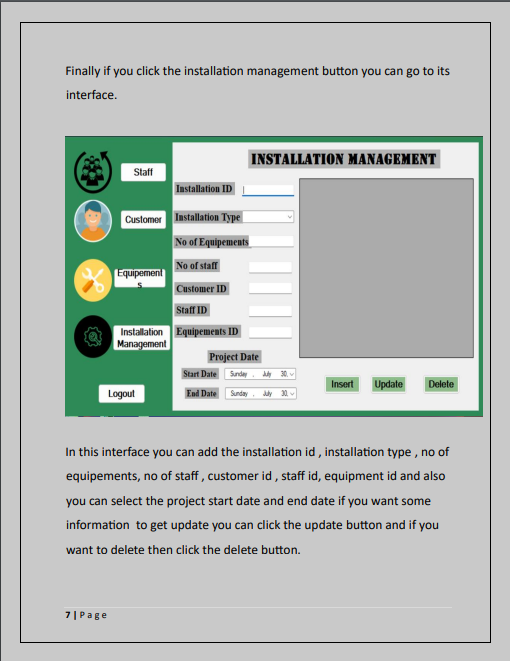 Finally if you click the installation management button you can go to its
interface.
INSTALLATION MANAGEMENT
Staff
Installation ID
Customer
Installation Type
No of Equipements
Equipement
s
No of staff
Customer ID
Staff ID
Installation
Management
Equipements ID
Project Date
Start Date Sunday , July 30,
End Date Sunday , July 30,
Insert Update Delete
Logout
In this interface you can add the installation id , installation type , no of
equipements, no of staff , customer id , staff id, equipment id and also
you can select the project start date and end date if you want some
information  to get update you can click the update button and if you
want to delete then click the delete button.
7 | P a g e